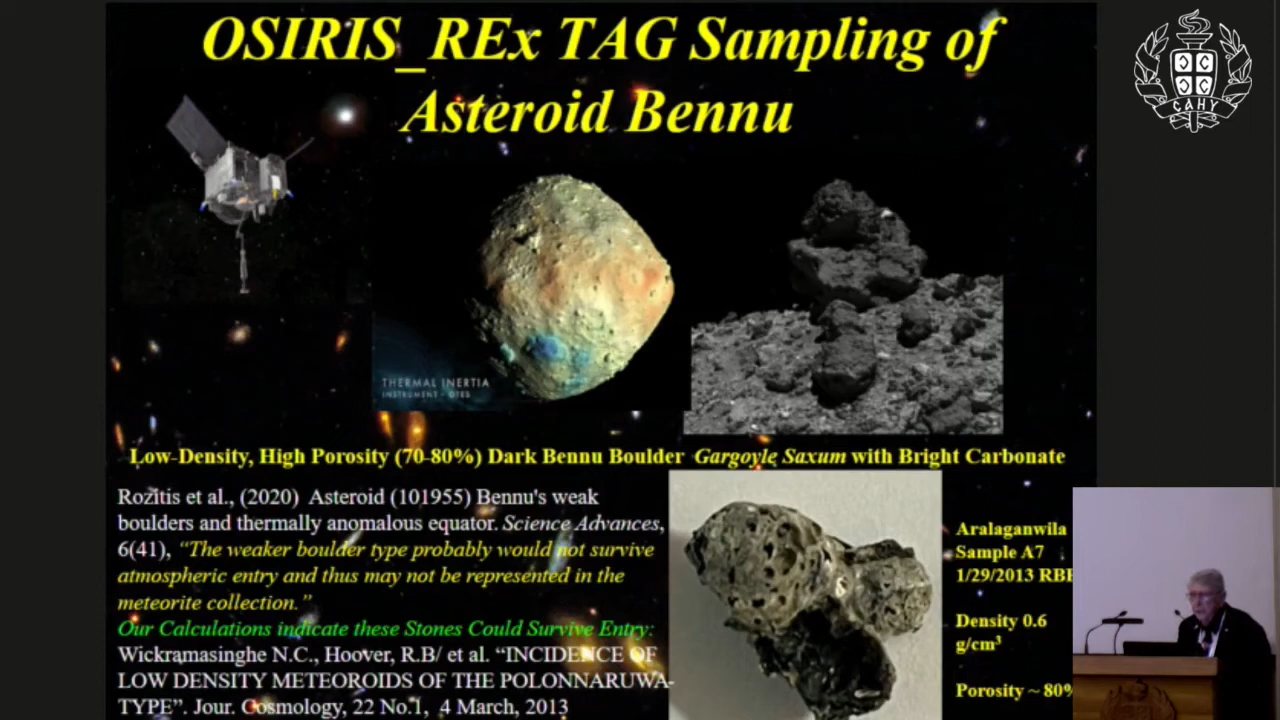 OSIRIS_REx TAG Sampling of
Asteroid Bennu
САНУ
THERMAL INERTIA
INSTRUMENT - OTES
Low-Density, High Porosity (70-80%) Dark Bennu Boulder Gargoyle Saxum with Bright Carbonate
Rozitis et al., (2020) Asteroid (101955) Bennu's weak
boulders and thermally anomalous equator. Science Advances,
6(41), “The weaker boulder type probably would not survive
atmospheric entry and thus may not be represented in the
meteorite collection.”
Our Calculations indicate these Stones Could Survive Entry:
Wickramasinghe N.C., Hoover, R.B/ et al. “INCIDENCE OF
LOW DENSITY METEOROIDS OF THE POLONNARUWA-
TYPE”. Jour. Cosmology, 22 No.1, 4 March, 2013
Aralaganwila
Sample A7
1/29/2013 RBH
Density 0.6
g/cm³
Porosity ~ 80%